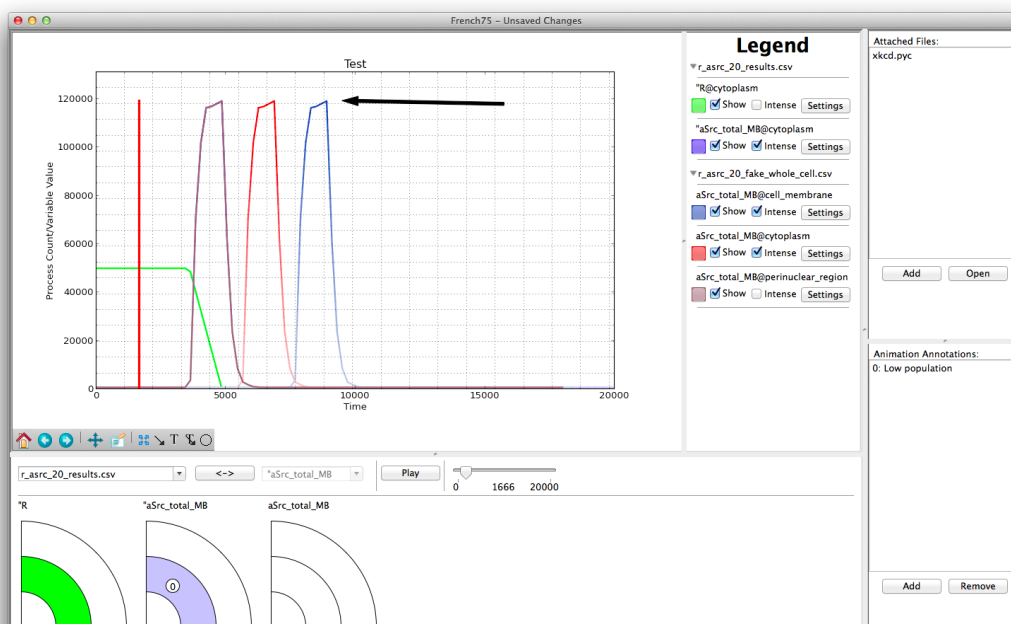 French75 – Unsaved Changes
Test
120000
100000
80000
60000
40000
20000
0
Process Count/Variable Value
0 5000 10000 15000 20000
Time
T
Legend
r_asrc_20_results.csv
"R@cytoplasm
Show Intense Settings
"aSrc_total_MB@cytoplasm
Show Intense Settings
r_asrc_20_fake_whole_cell.csv
aSrc_total_MB@cell_membrane
Show Intense Settings
aSrc_total_MB@cytoplasm
Show Intense Settings
aSrc_total_MB@perinuclear_region
Show Intense Settings
Attached Files:
xkcd.pyc
Add Open
Animation Annotations:
0: Low population
Add Remove
r_asrc_20_results.csv <-> "aSrc_total_MB Play
0 1666 20000
"R "aSrc_total_MB aSrc_total_MB
0